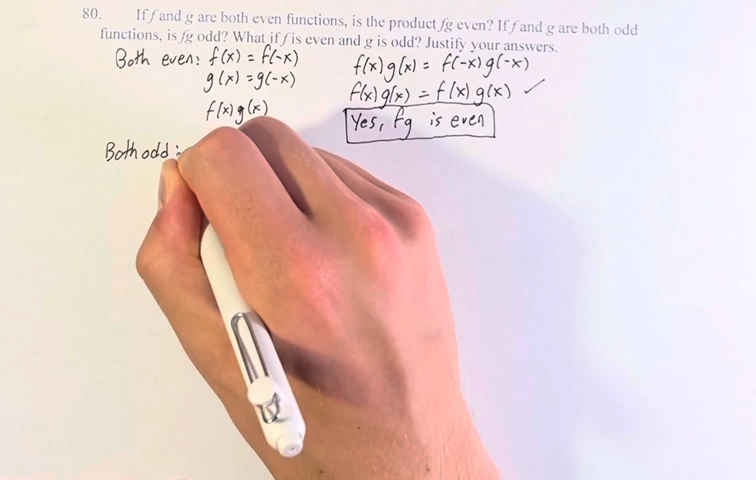 80. If f and g are both even functions, is the product fg even? If f and g are both odd
functions, is fg odd? What if f is even and g is odd? Justify your answers.
Both even: f(x) = f(-x)
g(x) = g(-x)
f(x)g(x)
f(x)g(x) = f(-x)g(-x)
f(x)g(x) = f(x)g(x) ✓
Yes, fg is even
Both odd: